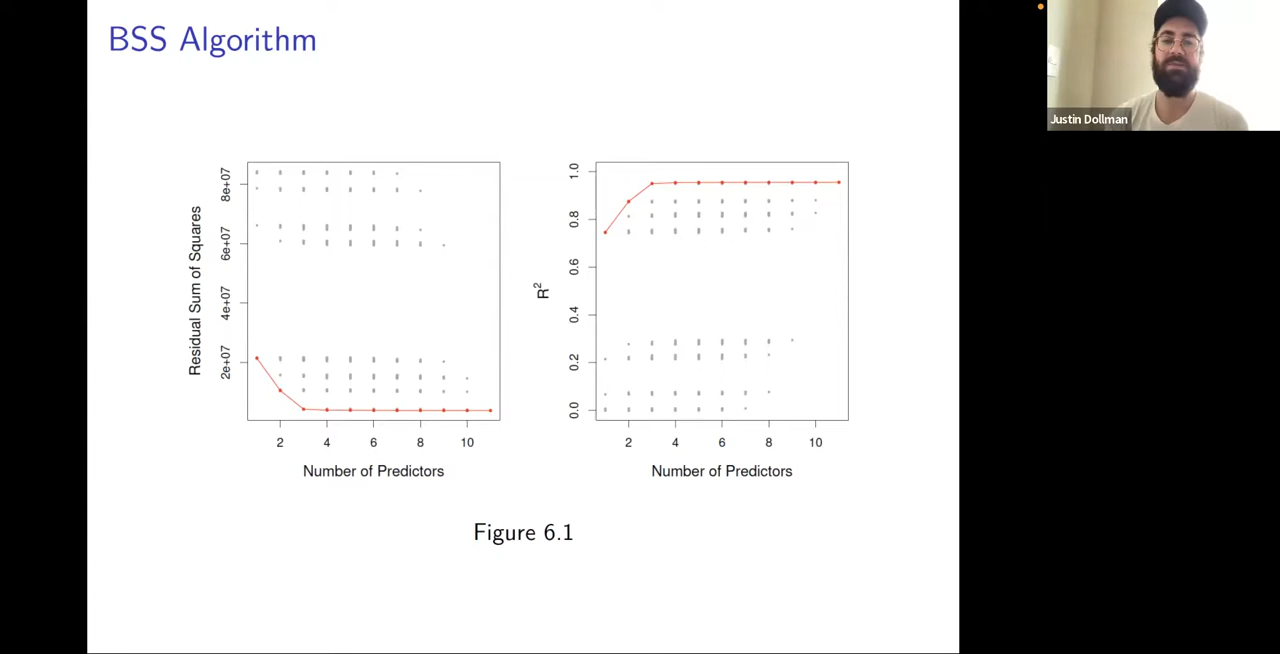 BSS Algorithm
Justin Dollman
Residual Sum of Squares
8e+07
6e+07
4e+07
2e+07
2 4 6 8 10
Number of Predictors
R²
1.0
0.8
0.6
0.4
0.2
0.0
2 4 6 8 10
Number of Predictors
Figure 6.1